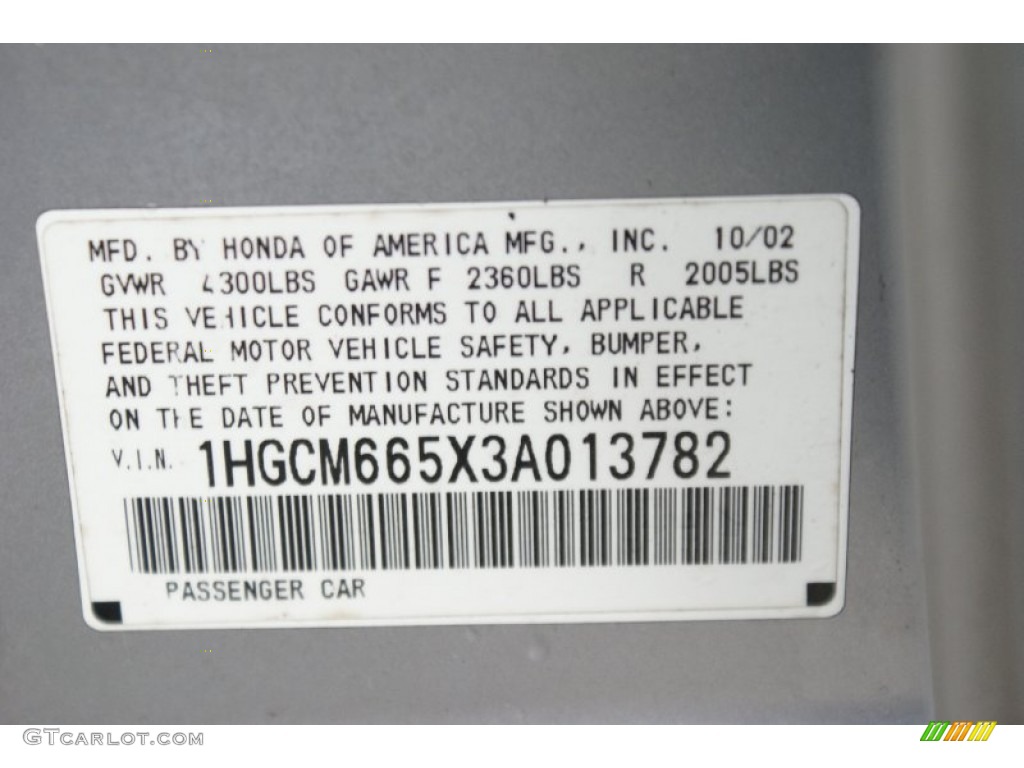 MFD. BY HONDA OF AMERICA MFG., INC. 10/02
GVWR 4300LBS GAWR F 2360LBS R 2005LBS
THIS VEHICLE CONFORMS TO ALL APPLICABLE
FEDERAL MOTOR VEHICLE SAFETY, BUMPER,
AND THEFT PREVENTION STANDARDS IN EFFECT
ON THE DATE OF MANUFACTURE SHOWN ABOVE:
V.I.N. 1HGCM665X3A013782
PASSENGER CAR
GTCARLOT.COM